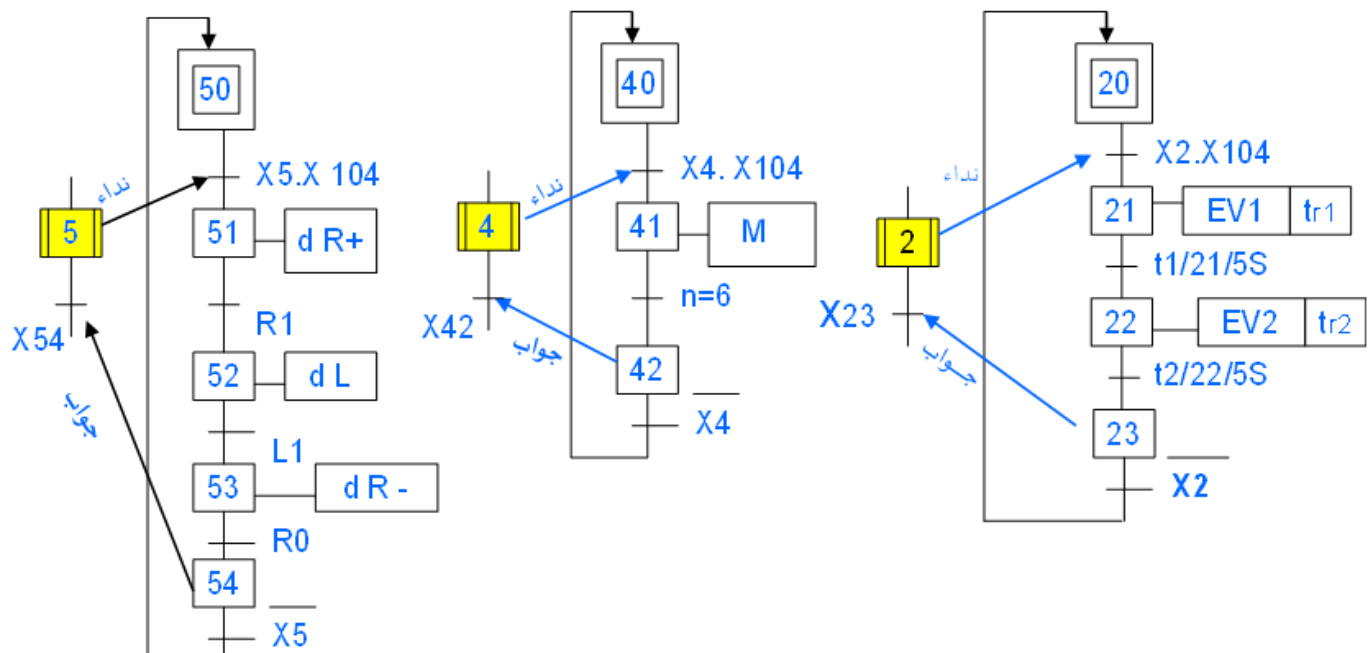 50
X5.X 104
نداء
5
51
d R+
R1
X54
52
d L
جواب
L1
53
d R -
R0
54
X5
40
X4. X104
نداء
4
41
M
n=6
X42
جواب
42
X4
20
X2.X104
نداء
2
21
EV1
tr1
t1/21/5S
X23
22
EV2
tr2
جواب
t2/22/5S
23
X2